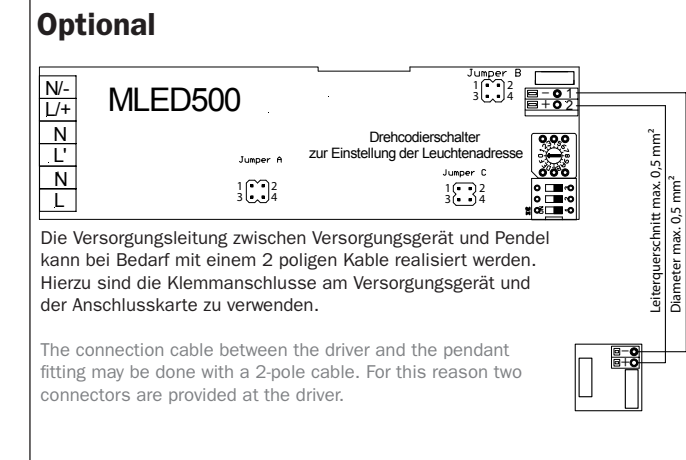 Optional
Jumper B
1 2
3 4
N/-
L/+
N
L'
N
L
MLED500
- 1
+ 2
Drehcodierschalter
zur Einstellung der Leuchtenadresse
Jumper A
1 2
3 4
Jumper C
1 2
3 4
Leiterquerschnitt max. 0,5 mm²
Diameter max. 0,5 mm²
Die Versorgungsleitung zwischen Versorgungsgerät und Pendel
kann bei Bedarf mit einem 2 poligen Kable realisiert werden.
Hierzu sind die Klemmanschlusse am Versorgungsgerät und
der Anschlusskarte zu verwenden.
-
+
The connection cable between the driver and the pendant
fitting may be done with a 2-pole cable. For this reason two
connectors are provided at the driver.